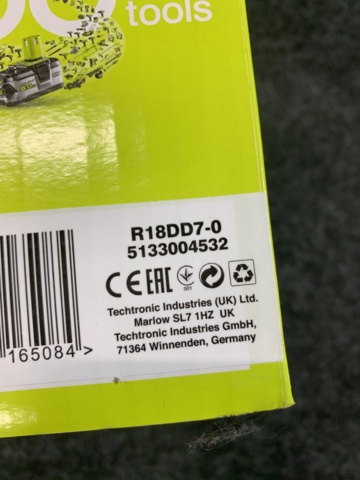 tools
R18DD7-0
5133004532
CE EAC
001
Techtronic Industries (UK) Ltd.
Marlow SL7 1HZ UK
Techtronic Industries GmbH,
71364 Winnenden, Germany
165084 >